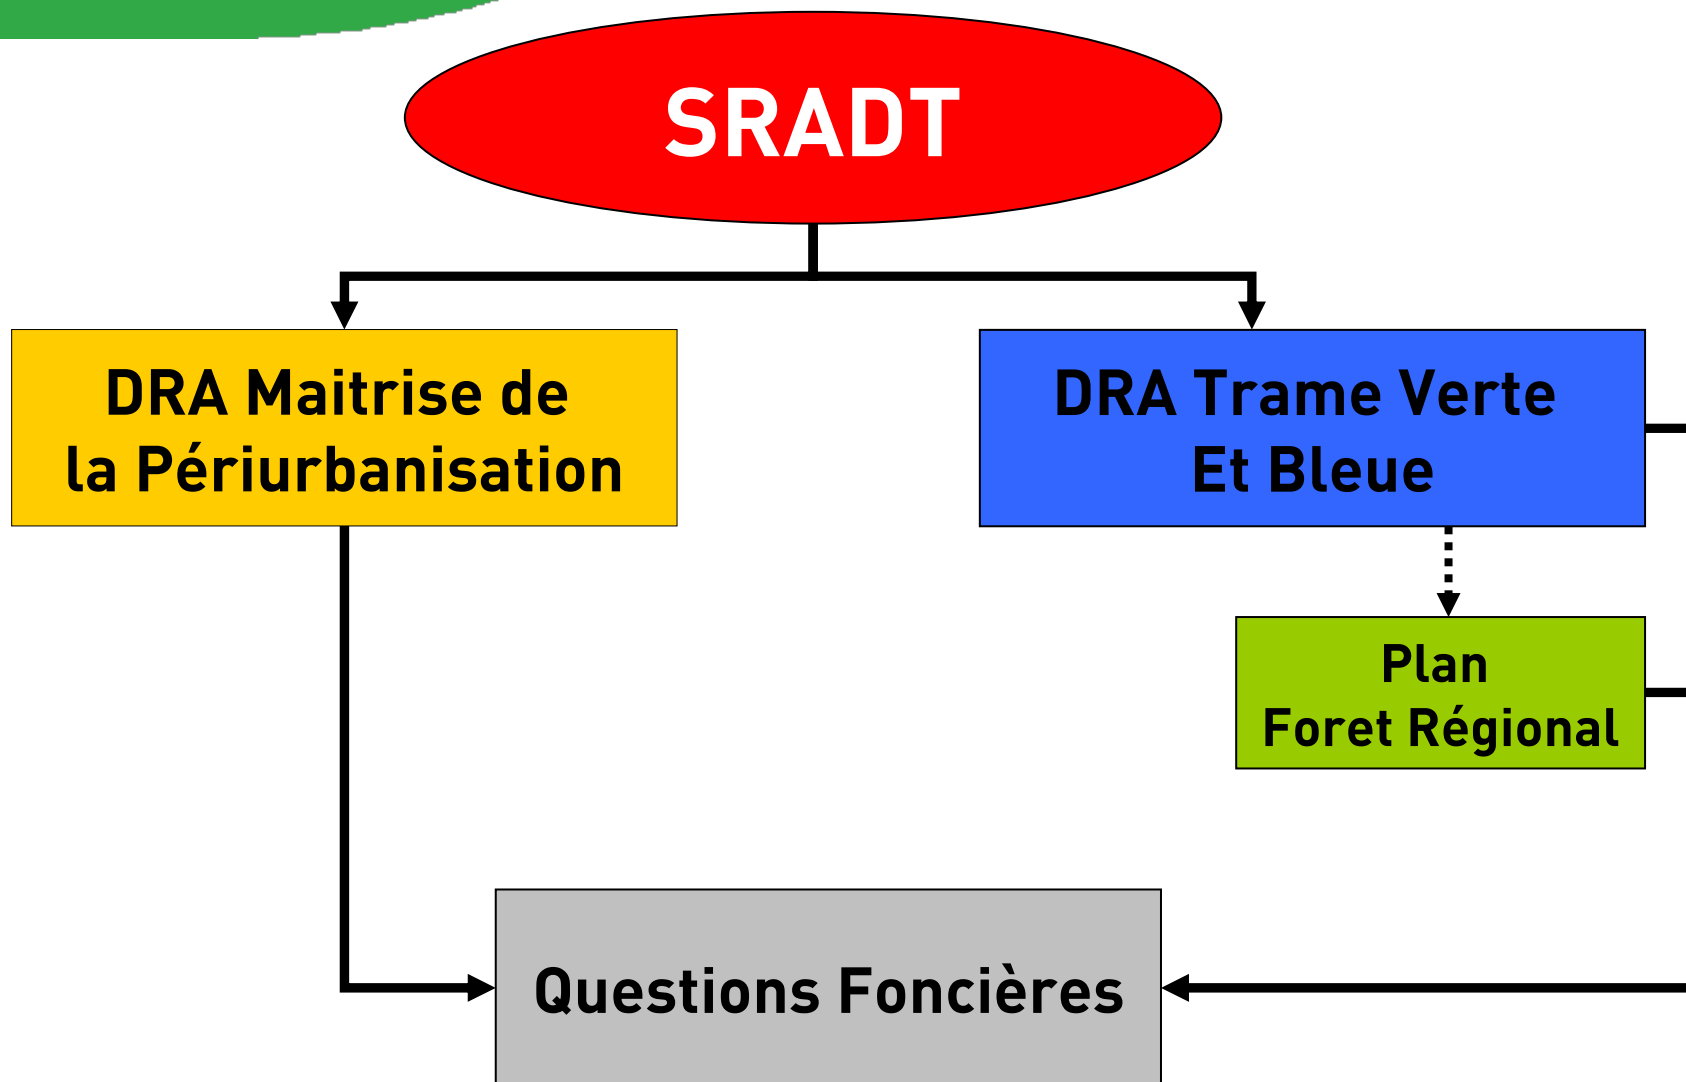 SRADT
DRA Maitrise de
la Périurbanisation
DRA Trame Verte
Et Bleue
Plan
Foret Régional
Questions Foncières